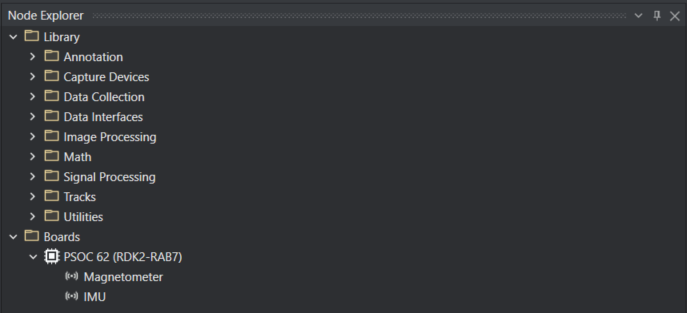 Node Explorer
Library
Annotation
Capture Devices
Data Collection
Data Interfaces
Image Processing
Math
Signal Processing
Tracks
Utilities
Boards
PSOC 62 (RDK2-RAB7)
Magnetometer
IMU